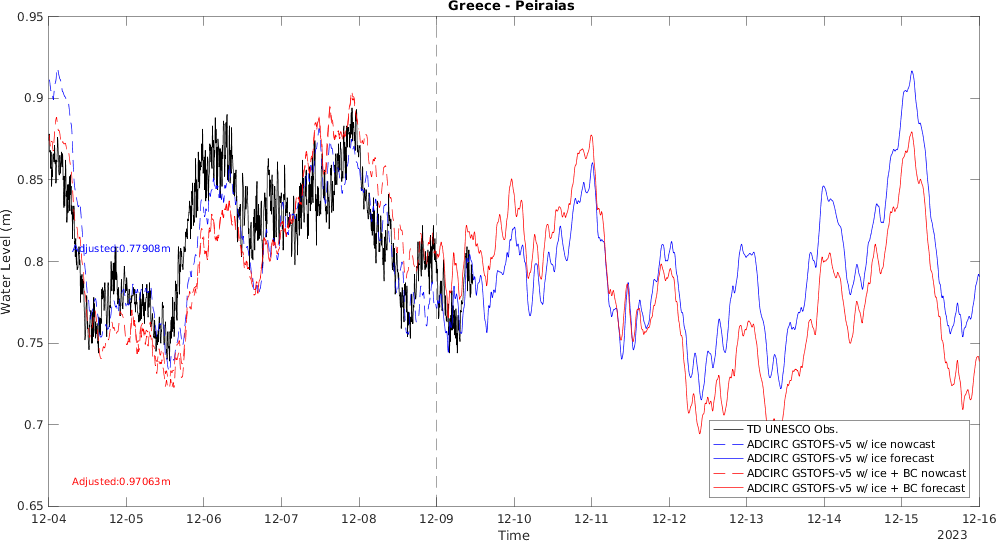 Greece - Peiraias
0.95
0.9
0.85
0.8
0.75
0.7
0.65
Water Level (m)
Adjusted:0.77908m
Adjusted:0.97063m
TD UNESCO Obs.
ADCIRC GSTOFS-v5 w/ ice nowcast
ADCIRC GSTOFS-v5 w/ ice forecast
ADCIRC GSTOFS-v5 w/ ice + BC nowcast
ADCIRC GSTOFS-v5 w/ ice + BC forecast
12-04 12-05 12-06 12-07 12-08 12-09 12-10 12-11 12-12 12-13 12-14 12-15 12-16
Time
2023